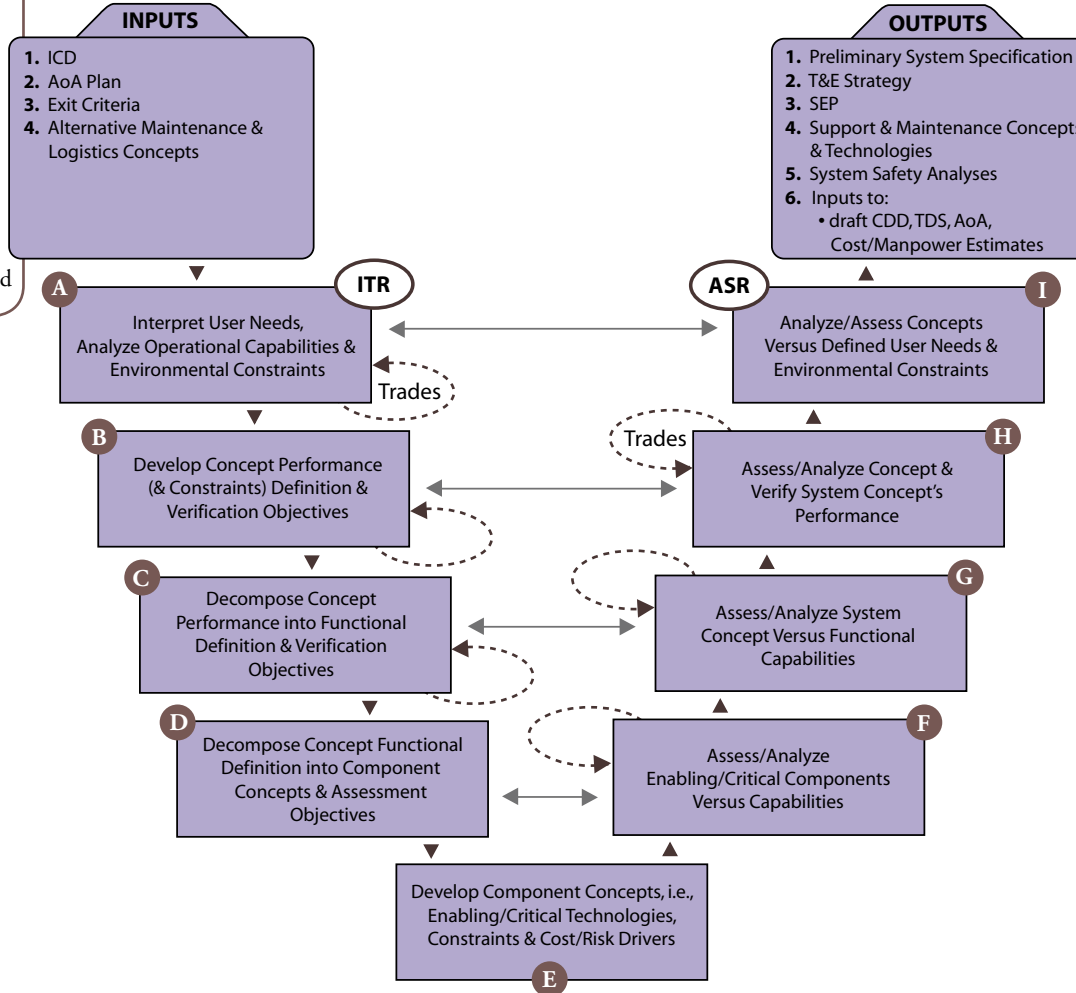 INPUTS
1. ICD
2. AoA Plan
3. Exit Criteria
4. Alternative Maintenance &
Logistics Concepts
OUTPUTS
1. Preliminary System Specification
2. T&E Strategy
3. SEP
4. Support & Maintenance Concepts
& Technologies
5. System Safety Analyses
6. Inputs to:
• draft CDD, TDS, AoA,
Cost/Manpower Estimates
d
A
ITR
Interpret User Needs,
Analyze Operational Capabilities &
Environmental Constraints
Trades
ASR
I
Analyze/Assess Concepts
Versus Defined User Needs &
Environmental Constraints
B
Develop Concept Performance
(& Constraints) Definition &
Verification Objectives
Trades
H
Assess/Analyze Concept &
Verify System Concept's
Performance
C
Decompose Concept
Performance into Functional
Definition & Verification
Objectives
G
Assess/Analyze System
Concept Versus Functional
Capabilities
D
Decompose Concept Functional
Definition into Component
Concepts & Assessment
Objectives
F
Assess/Analyze
Enabling/Critical Components
Versus Capabilities
Develop Component Concepts, i.e.,
Enabling/Critical Technologies,
Constraints & Cost/Risk Drivers
E